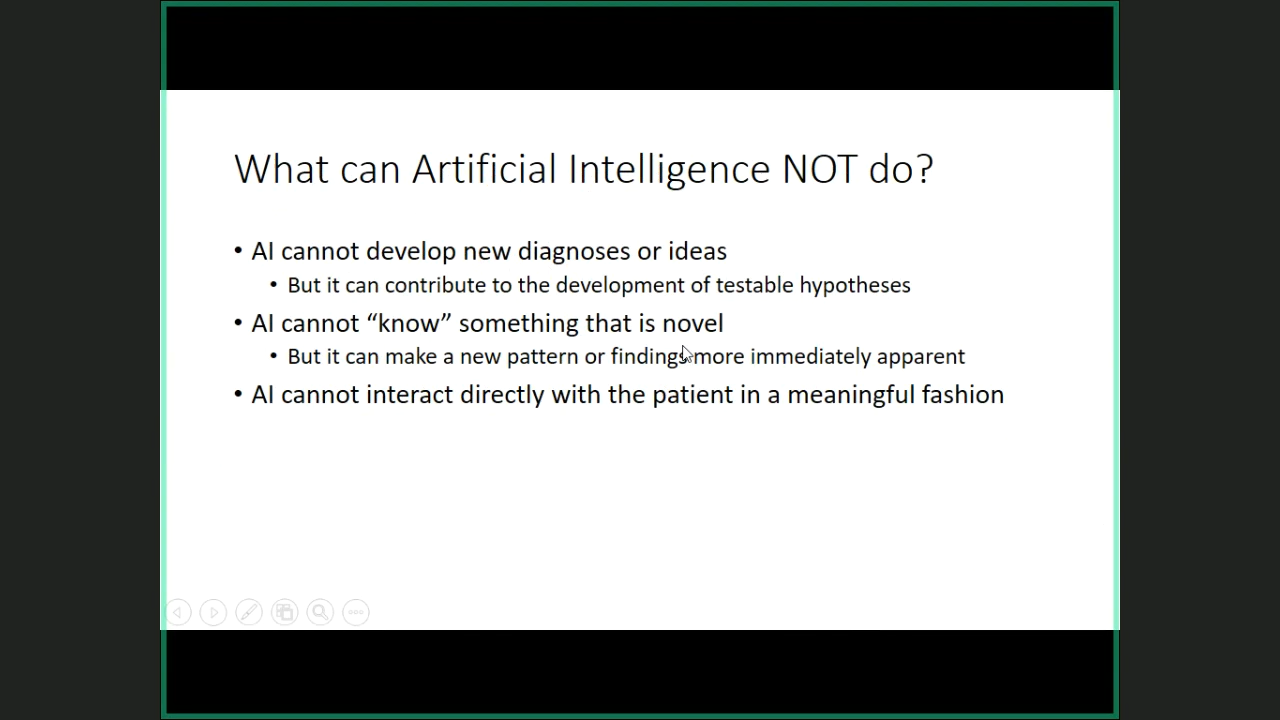 What can Artificial Intelligence NOT do?
• AI cannot develop new diagnoses or ideas
• But it can contribute to the development of testable hypotheses
• AI cannot “know” something that is novel
• But it can make a new pattern or findings more immediately apparent
• AI cannot interact directly with the patient in a meaningful fashion